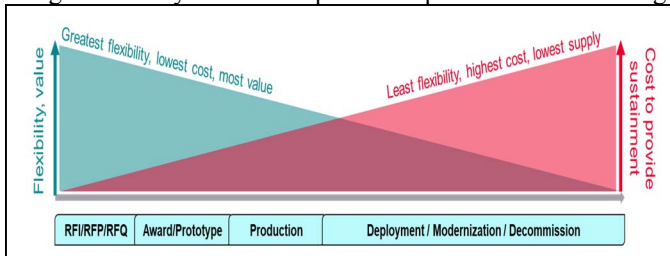 Greatest flexibility, lowest cost, most value
Least flexibility, highest cost, lowest supply
Flexibility, value
Cost to provide
sustainment
RFI/RFP/RFQ
Award/Prototype
Production
Deployment / Modernization / Decommission